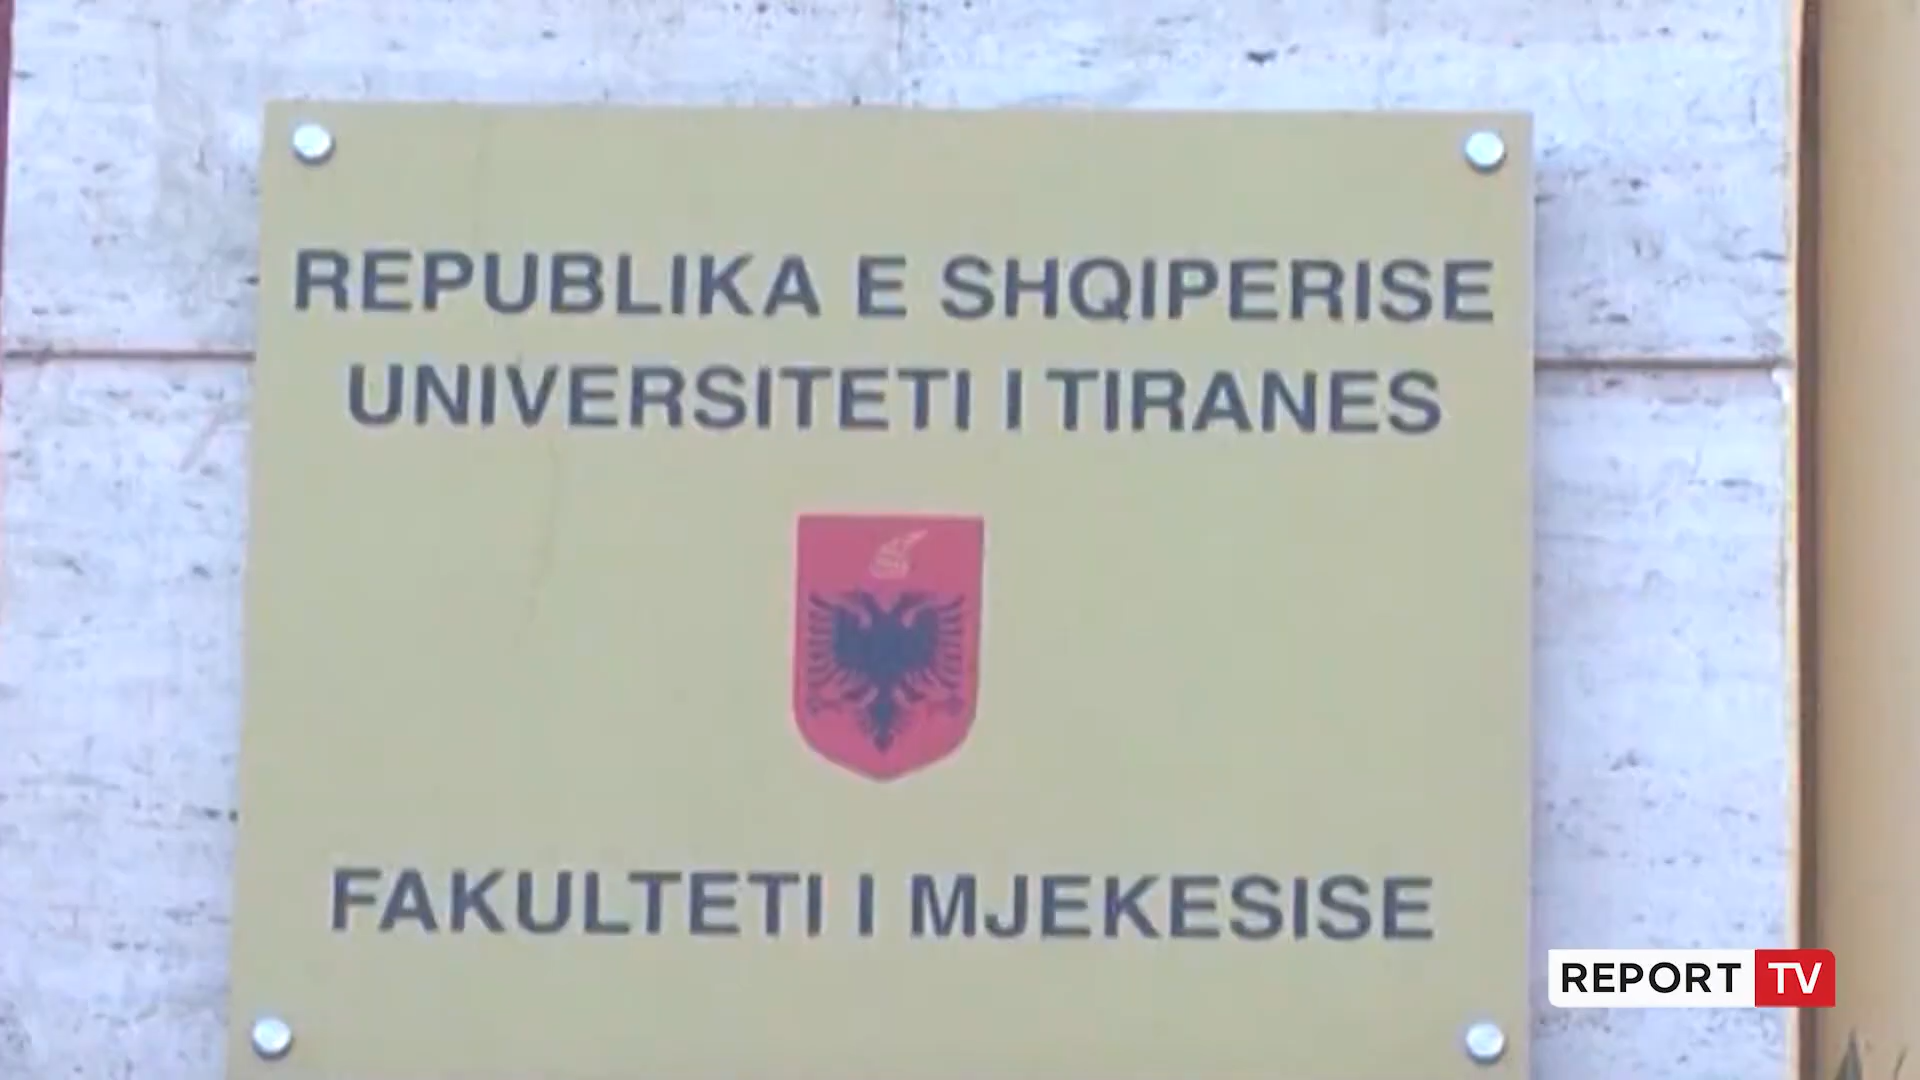 REPUBLIKA E SHQIPERISE
UNIVERSITETI I TIRANES
FAKULTETI I MJEKESISE
REPORT TV